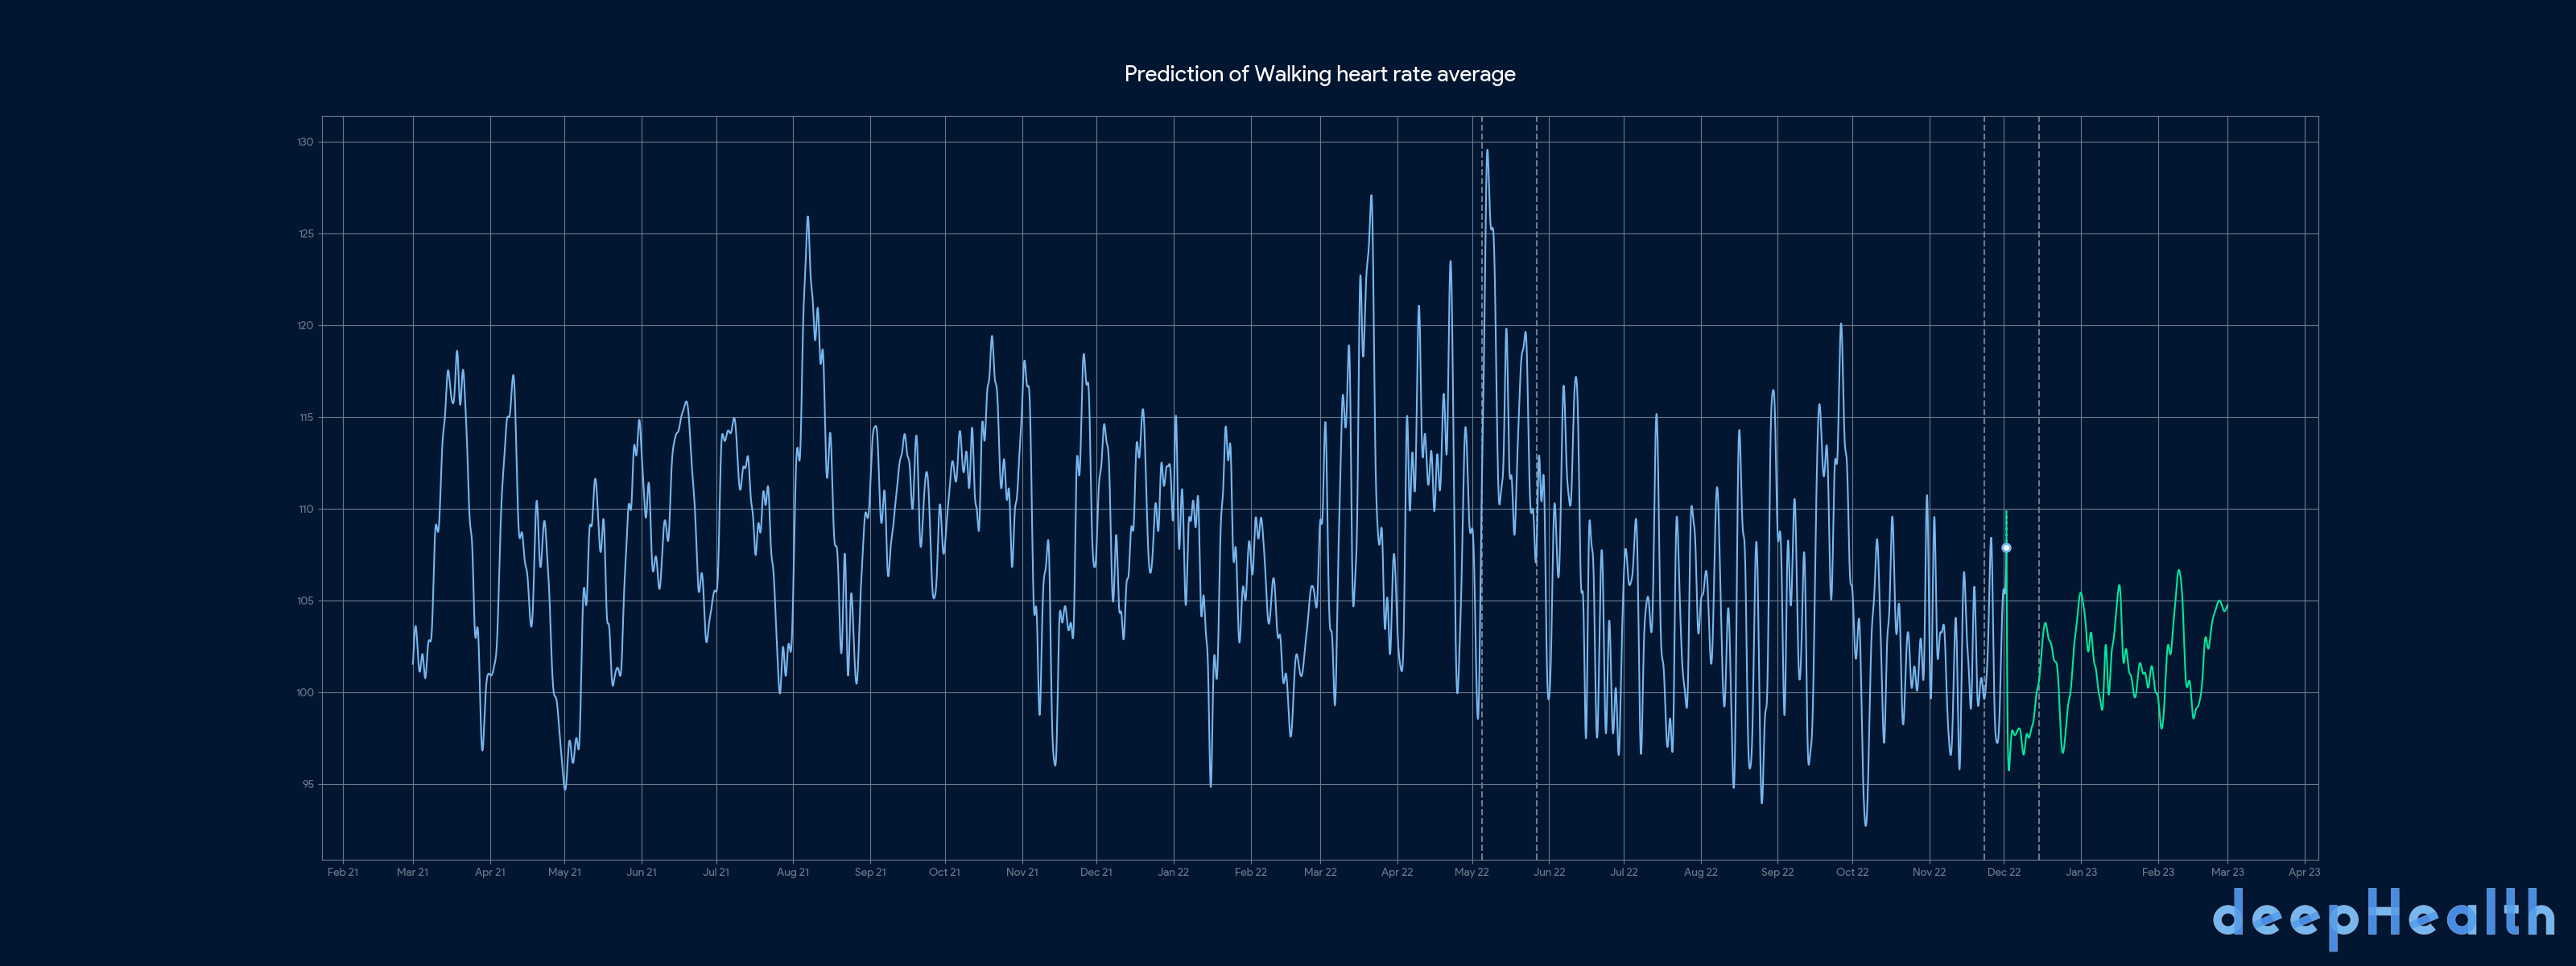 Prediction of Walking heart rate average
130
125
120
115
110
105
100
95
Feb 21 Mar 21 Apr 21 May 21 Jun 21 Jul 21 Aug 21 Sep 21 Oct 21 Nov 21 Dec 21 Jan 22 Feb 22 Mar 22 Apr 22 May 22 Jun 22 Jul 22 Aug 22 Sep 22 Oct 22 Nov 22 Dec 22 Jan 23 Feb 23 Mar 23 Apr 23
deepHealth